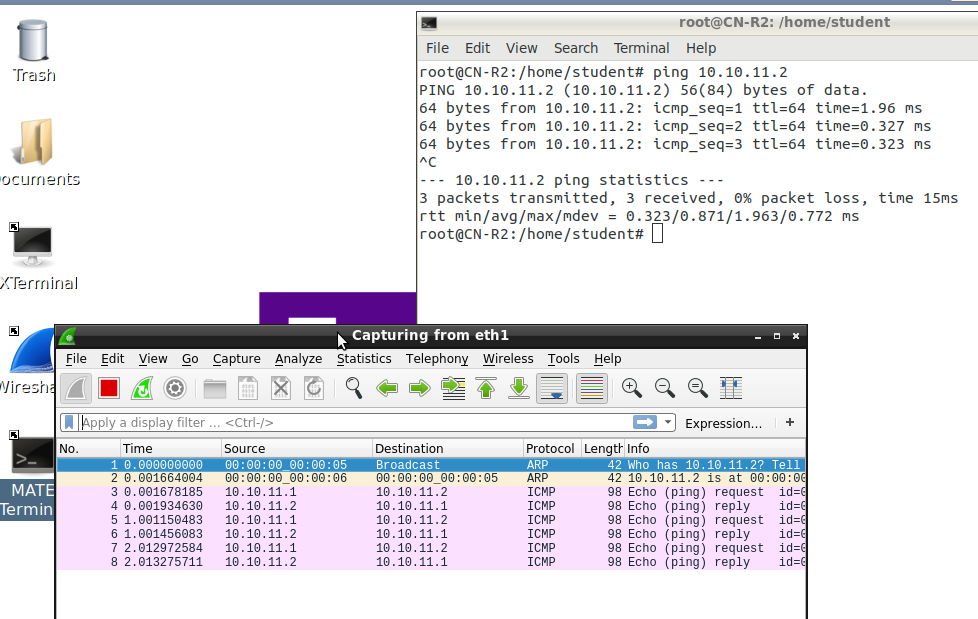 Trash
ocuments
XTerminal
Wiresha
MATE
Termin
root@CN-R2: /home/student
File Edit View Search Terminal Help
root@CN-R2:/home/student# ping 10.10.11.2
PING 10.10.11.2 (10.10.11.2) 56(84) bytes of data.
64 bytes from 10.10.11.2: icmp_seq=1 ttl=64 time=1.96 ms
64 bytes from 10.10.11.2: icmp_seq=2 ttl=64 time=0.327 ms
64 bytes from 10.10.11.2: icmp_seq=3 ttl=64 time=0.323 ms
^C
--- 10.10.11.2 ping statistics ---
3 packets transmitted, 3 received, 0% packet loss, time 15ms
rtt min/avg/max/mdev = 0.323/0.871/1.963/0.772 ms
root@CN-R2:/home/student#
Capturing from eth1
File Edit View Go Capture Analyze Statistics Telephony Wireless Tools Help
Apply a display filter ... <Ctrl-/> Expression... +
No. Time Source Destination Protocol Length Info
1 0.000000000 00:00:00_00:00:05 Broadcast ARP 42 Who has 10.10.11.2? Tell
2 0.001664004 00:00:00_00:00:06 00:00:00_00:00:05 ARP 42 10.10.11.2 is at 00:00:00
3 0.001678185 10.10.11.1 10.10.11.2 ICMP 98 Echo (ping) request id=0
4 0.001934630 10.10.11.2 10.10.11.1 ICMP 98 Echo (ping) reply id=0
5 1.001150483 10.10.11.1 10.10.11.2 ICMP 98 Echo (ping) request id=0
6 1.001456083 10.10.11.2 10.10.11.1 ICMP 98 Echo (ping) reply id=0
7 2.012972584 10.10.11.1 10.10.11.2 ICMP 98 Echo (ping) request id=0
8 2.013275711 10.10.11.2 10.10.11.1 ICMP 98 Echo (ping) reply id=0